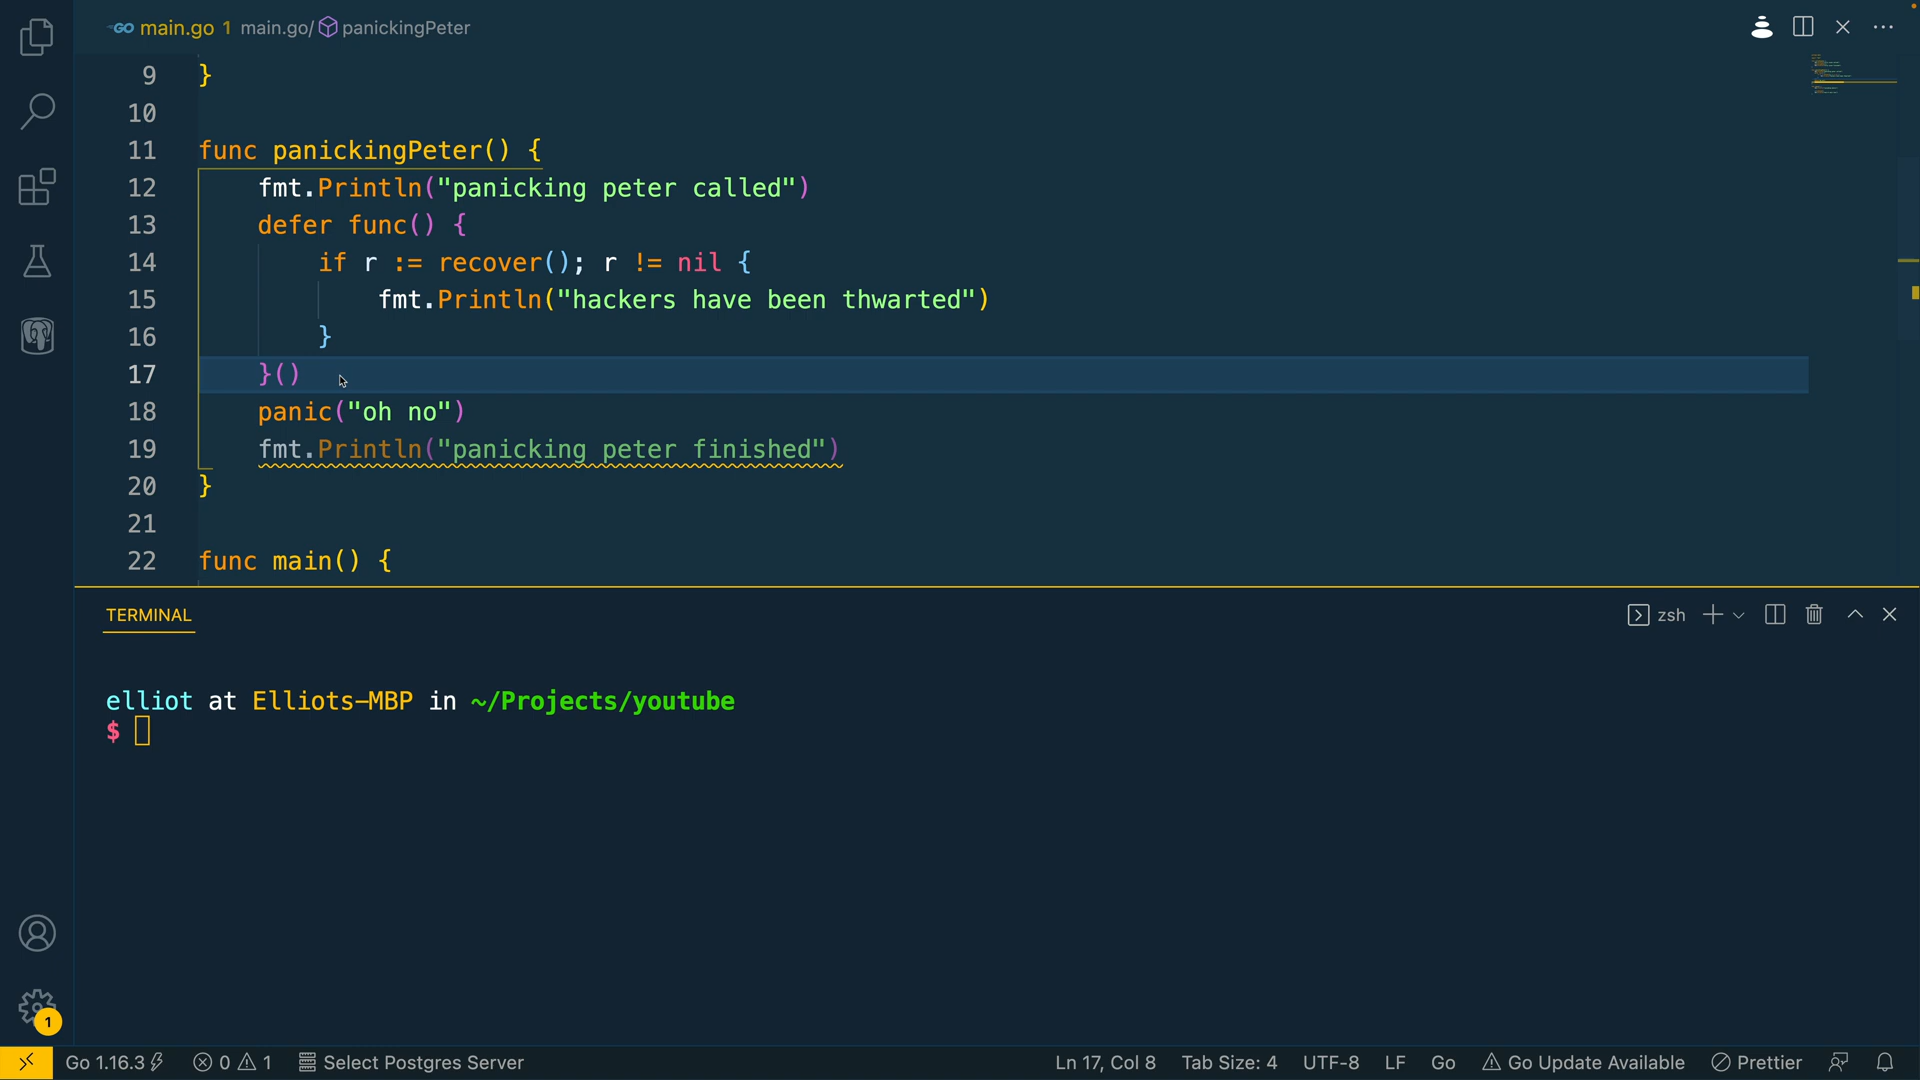 GO main.go 1 main.go/ panickingPeter
9 }
10
11 func panickingPeter() {
12 fmt.Println("panicking peter called")
13 defer func() {
14 if r := recover(); r != nil {
15 fmt.Println("hackers have been thwarted")
16 }
17 }()
18 panic("oh no")
19 fmt.Println("panicking peter finished")
20 }
21
22 func main() {
TERMINAL
zsh
elliot at Elliots-MBP in ~/Projects/youtube
$
1
Go 1.16.3 0 1 Select Postgres Server Ln 17, Col 8 Tab Size: 4 UTF-8 LF Go Go Update Available Prettier